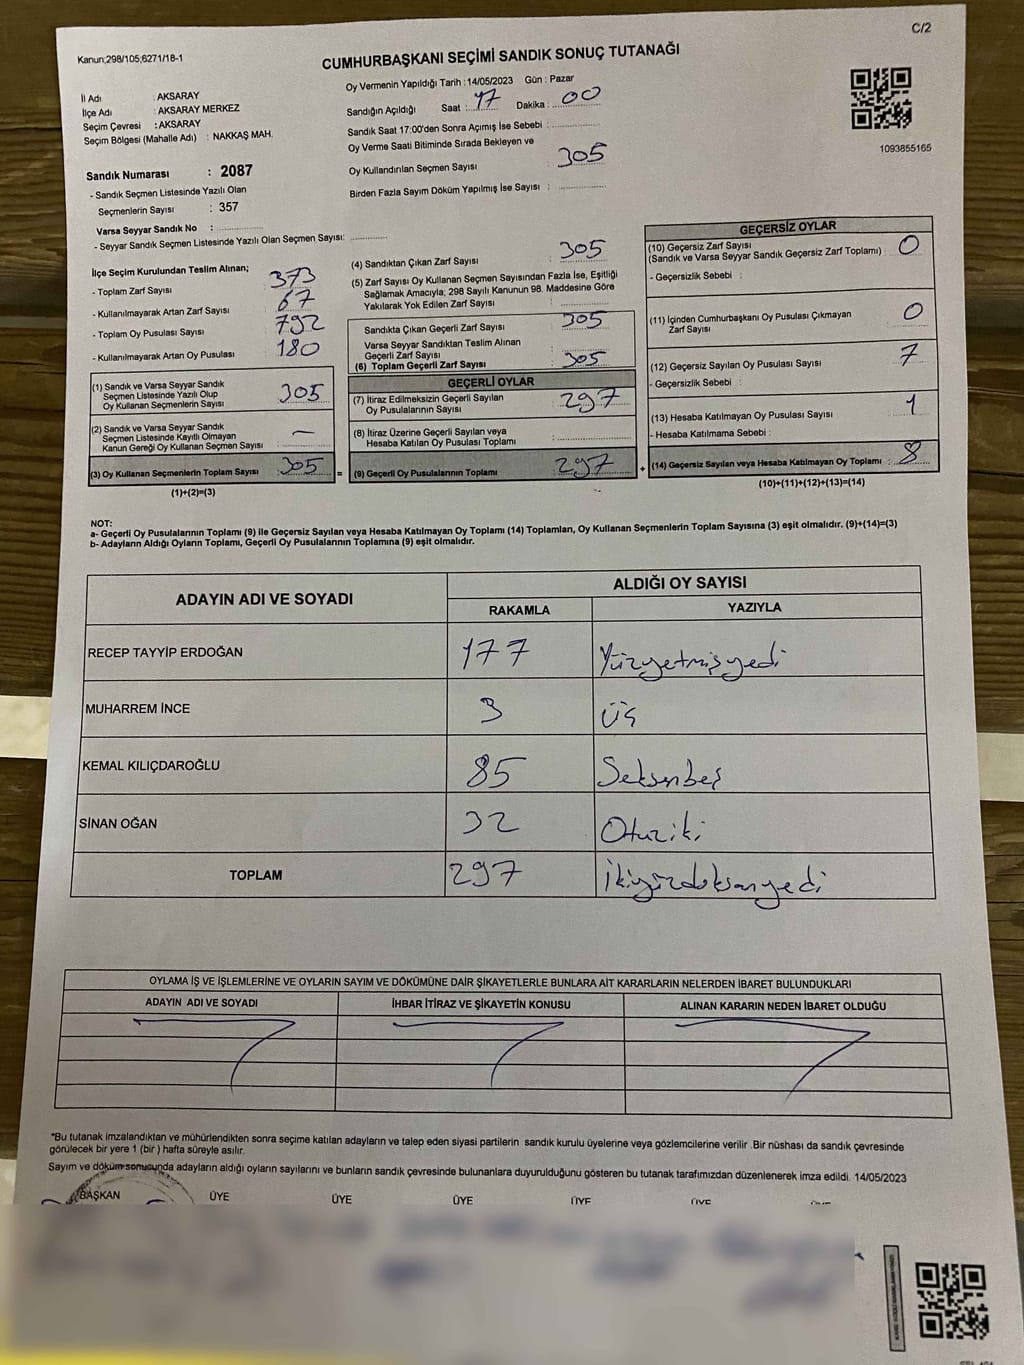 C/2
Kanun;298/105;6271/18-1
CUMHURBAŞKANI SEÇİMİ SANDIK SONUÇ TUTANAĞI
Oy Vermenin Yapıldığı Tarih : 14/05/2023 Gün : Pazar
İl Adı : AKSARAY
İlçe Adı : AKSARAY MERKEZ
Seçim Çevresi : AKSARAY
Seçim Bölgesi (Mahalle Adı) : NAKKAŞ MAH.
Sandığın Açıldığı Saat : 17 Dakika : 00
Sandık Saat 17:00'den Sonra Açımış İse Sebebi :
Oy Verme Saati Bitiminde Sırada Bekleyen ve
Oy Kullandırılan Seçmen Sayısı : 305
Birden Fazla Sayım Döküm Yapılmış İse Sayısı :
1093855165
Sandık Numarası : 2087
- Sandık Seçmen Listesinde Yazılı Olan
Seçmenlerin Sayısı : 357
Varsa Seyyar Sandık No :
- Seyyar Sandık Seçmen Listesinde Yazılı Olan Seçmen Sayısı:
İlçe Seçim Kurulundan Teslim Alınan;
- Toplam Zarf Sayısı : 373
- Kullanılmayarak Artan Zarf Sayısı : 67
- Toplam Oy Pusulası Sayısı : 792
- Kullanılmayarak Artan Oy Pusulası : 180
(1) Sandık ve Varsa Seyyar Sandık
Seçmen Listesinde Yazılı Olup
Oy Kullanan Seçmenlerin Sayısı : 305
(2) Sandık ve Varsa Seyyar Sandık
Seçmen Listesinde Kayıtlı Olmayan
Kanun Gereği Oy Kullanan Seçmen Sayısı : —
(3) Oy Kullanan Seçmenlerin Toplam Sayısı : 305 =
(1)+(2)=(3)
(4) Sandıktan Çıkan Zarf Sayısı : 305
(5) Zarf Sayısı Oy Kullanan Seçmen Sayısından Fazla İse, Eşitliği
Sağlamak Amacıyla; 298 Sayılı Kanunun 98. Maddesine Göre
Yakılarak Yok Edilen Zarf Sayısı :
Sandıkta Çıkan Geçerli Zarf Sayısı : 305
Varsa Seyyar Sandıktan Teslim Alınan
Geçerli Zarf Sayısı :
(6) Toplam Geçerli Zarf Sayısı : 305
GEÇERLİ OYLAR
(7) İtiraz Edilmeksizin Geçerli Sayılan
Oy Pusulalarının Sayısı : 297
(8) İtiraz Üzerine Geçerli Sayılan veya
Hesaba Katılan Oy Pusulası Toplamı :
(9) Geçerli Oy Pusulalarının Toplamı : 297 +
GEÇERSİZ OYLAR
(10) Geçersiz Zarf Sayısı
(Sandık ve Varsa Seyyar Sandık Geçersiz Zarf Toplamı) : 0
- Geçersizlik Sebebi :
(11) İçinden Cumhurbaşkanı Oy Pusulası Çıkmayan
Zarf Sayısı : 0
(12) Geçersiz Sayılan Oy Pusulası Sayısı : 7
- Geçersizlik Sebebi :
(13) Hesaba Katılmayan Oy Pusulası Sayısı : 1
- Hesaba Katılmama Sebebi :
(14) Geçersiz Sayılan veya Hesaba Katılmayan Oy Toplamı : 8
(10)+(11)+(12)+(13)=(14)
NOT:
a- Geçerli Oy Pusulalarının Toplamı (9) ile Geçersiz Sayılan veya Hesaba Katılmayan Oy Toplamı (14) Toplamları, Oy Kullanan Seçmenlerin Toplam Sayısına (3) eşit olmalıdır. (9)+(14)=(3)
b- Adayların Aldığı Oyların Toplamı, Geçerli Oy Pusulalarının Toplamına (9) eşit olmalıdır.
ADAYIN ADI VE SOYADI
ALDIĞI OY SAYISI
RAKAMLA YAZIYLA
RECEP TAYYİP ERDOĞAN 177 Yüzyetmişyedi
MUHARREM İNCE 3 üç
KEMAL KILIÇDAROĞLU 85 Seksenbeş
SİNAN OĞAN 32 Otuziki
TOPLAM 297 İkiyüzdoksanyedi
OYLAMA İŞ VE İŞLEMLERİNE VE OYLARIN SAYIM VE DÖKÜMÜNE DAİR ŞİKAYETLERLE BUNLARA AİT KARARLARIN NELERDEN İBARET BULUNDUKLARI
ADAYIN ADI VE SOYADI İHBAR İTİRAZ VE ŞİKAYETİN KONUSU ALINAN KARARIN NEDEN İBARET OLDUĞU
*Bu tutanak imzalandıktan ve mühürlendikten sonra seçime katılan adayların ve talep eden siyasi partilerin sandık kurulu üyelerine veya gözlemcilerine verilir .Bir nüshası da sandık çevresinde
görülecek bir yere 1 (bir ) hafta süreyle asılır.
Sayım ve döküm sonucunda adayların aldığı oyların sayılarını ve bunların sandık çevresinde bulunanlara duyurulduğunu gösteren bu tutanak tarafımızdan düzenlenerek imza edildi. 14/05/2023
BAŞKAN ÜYE ÜYE ÜYE ÜYE ÜYE